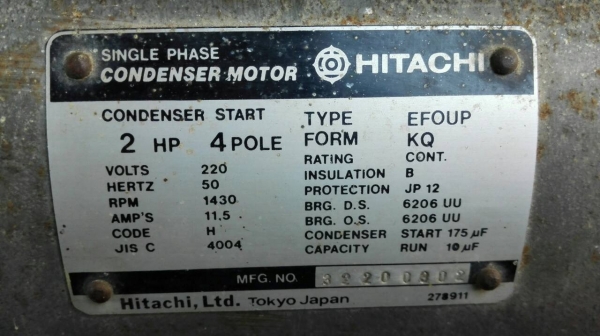 SINGLE PHASE
CONDENSER MOTOR
HITACHI
CONDENSER START
2 HP 4 POLE
VOLTS 220
HERTZ 50
RPM 1430
AMP'S 11.5
CODE H
JIS C 4004
TYPE EFOUP
FORM KQ
RATING CONT.
INSULATION B
PROTECTION JP 12
BRG. D.S. 6206 UU
BRG. O.S. 6206 UU
CONDENSER START 175 µF
CAPACITY RUN 10 µF
MFG. NO. 32200902
Hitachi, Ltd. Tokyo Japan
278911